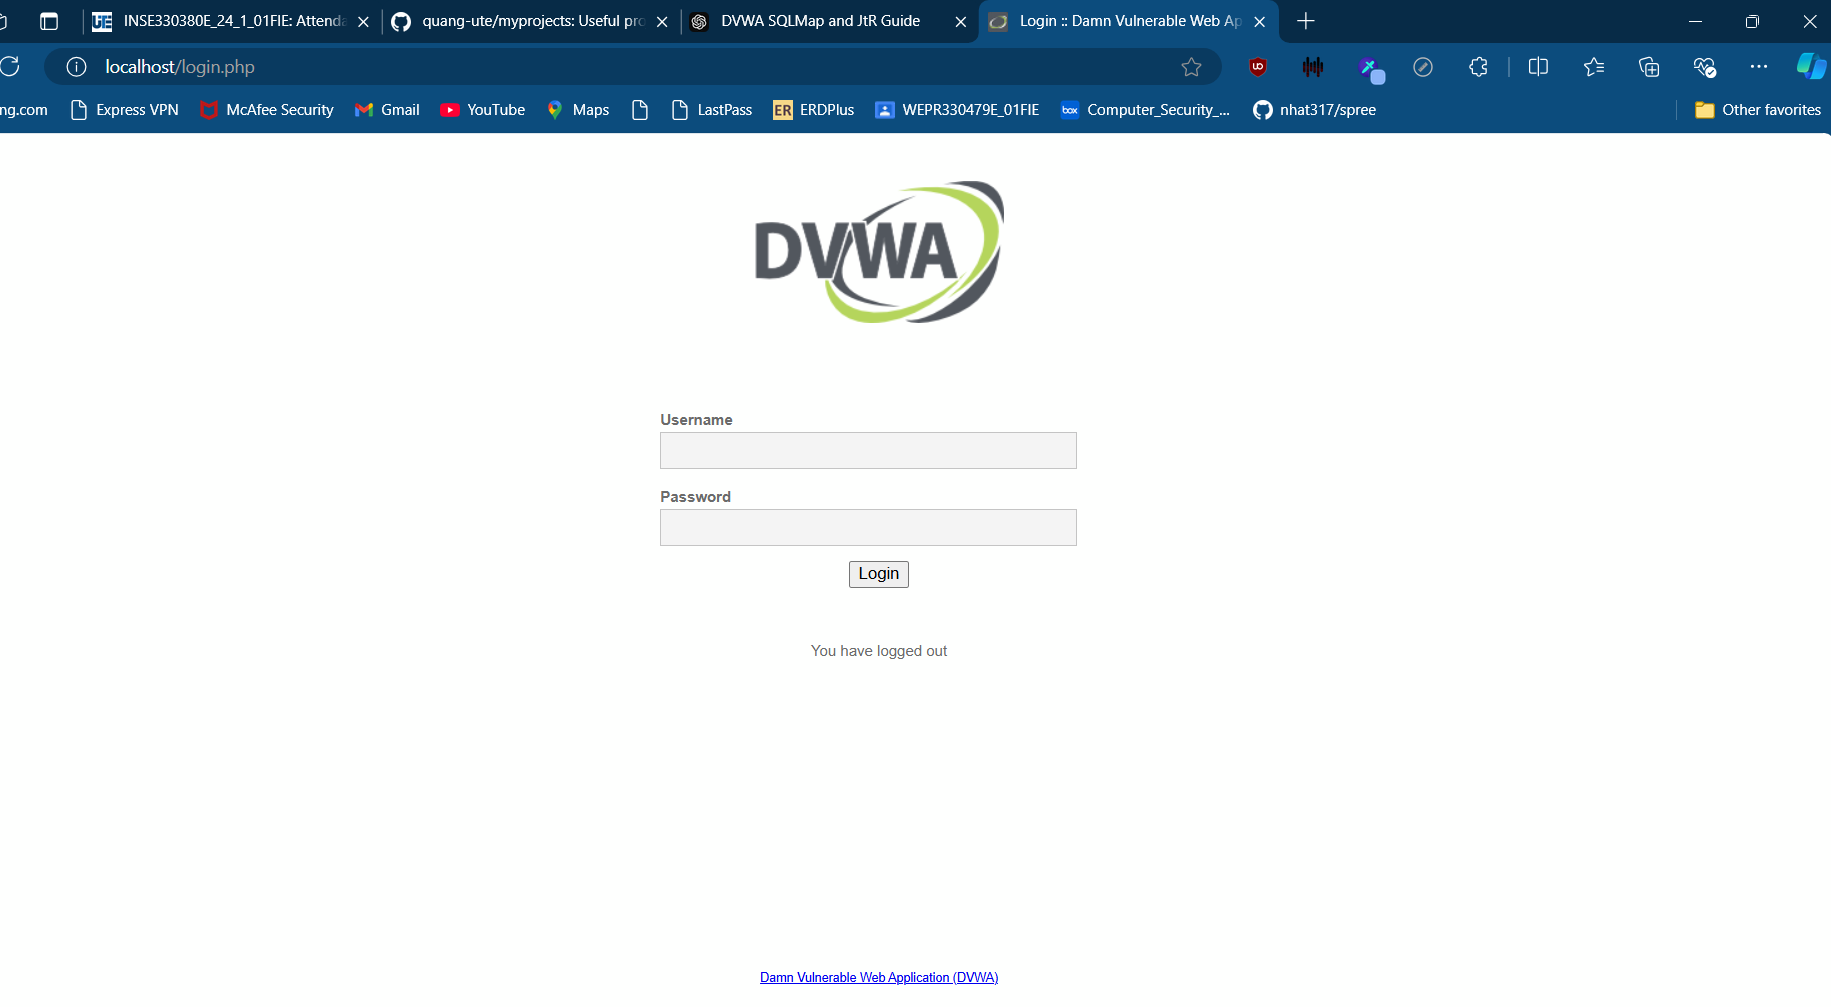 INSE330380E_24_1_01FIE: Attenda
quang-ute/myprojects: Useful pro
DVWA SQLMap and JtR Guide
Login :: Damn Vulnerable Web Ap
localhost/login.php
ng.com
Express VPN
McAfee Security
Gmail
YouTube
Maps
LastPass
ER
ERDPlus
WEPR330479E_01FIE
box
Computer_Security_...
nhat317/spree
Other favorites
DVWA
Username
Password
Login
You have logged out
Damn Vulnerable Web Application (DVWA)